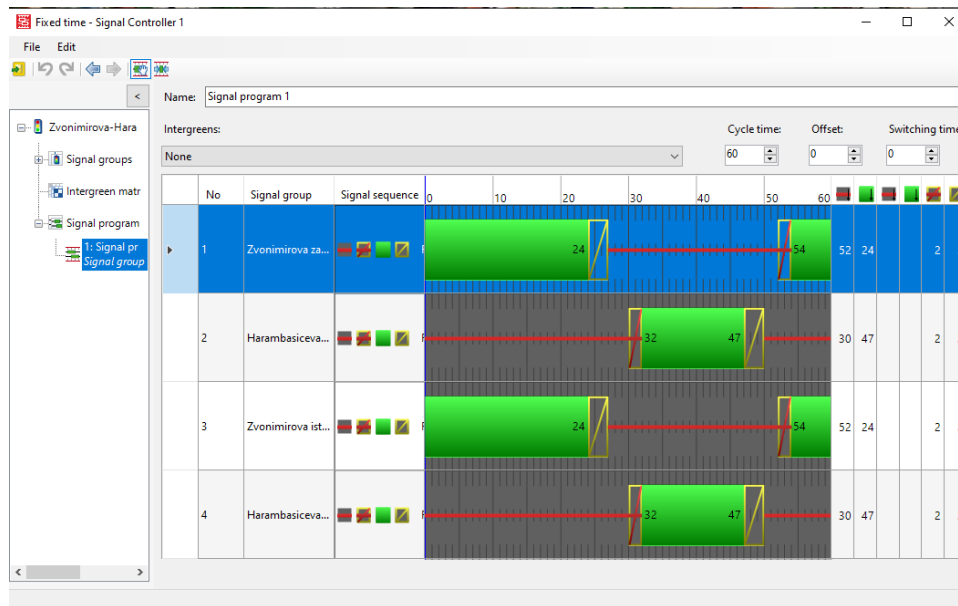 Fixed time - Signal Controller 1
File Edit
< Name: Signal program 1
Zvonimirova-Hara
Signal groups
Intergreen matr
Signal program
1: Signal pr
Signal group
Intergreens: Cycle time: Offset: Switching time
None 60 0 0
No Signal group Signal sequence 0 10 20 30 40 50 60
1 Zvonimirova za... 24 54 52 24 2
2 Harambasiceva... 32 47 30 47 2
3 Zvonimirova ist... 24 54 52 24 2
4 Harambasiceva... 32 47 30 47 2
< >